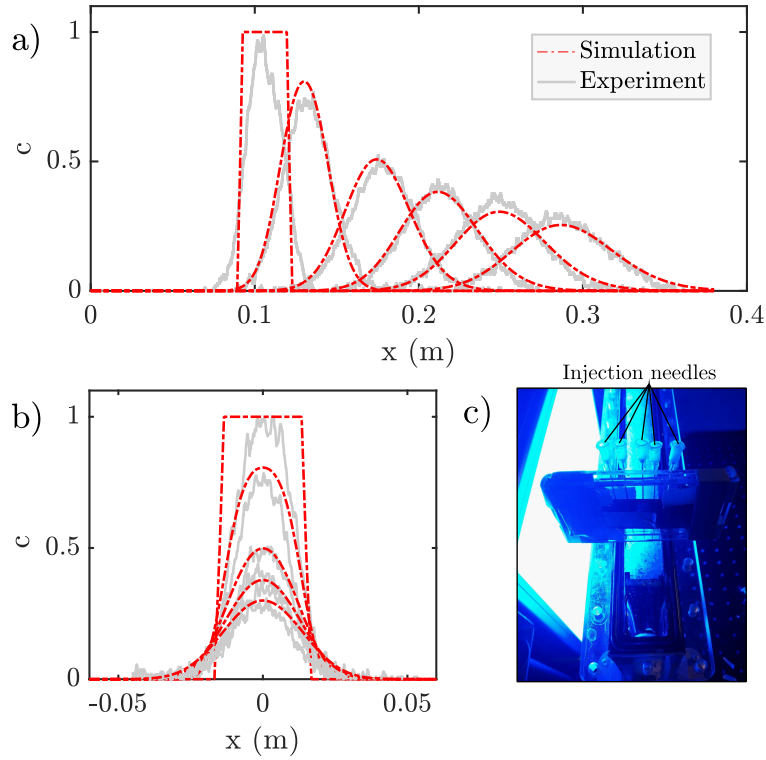 a)
1
0.5
0
c
Simulation
Experiment
0 0.1 0.2 0.3 0.4
x (m)
b)
1
0.5
0
c
-0.05 0 0.05
x (m)
Injection needles
c)